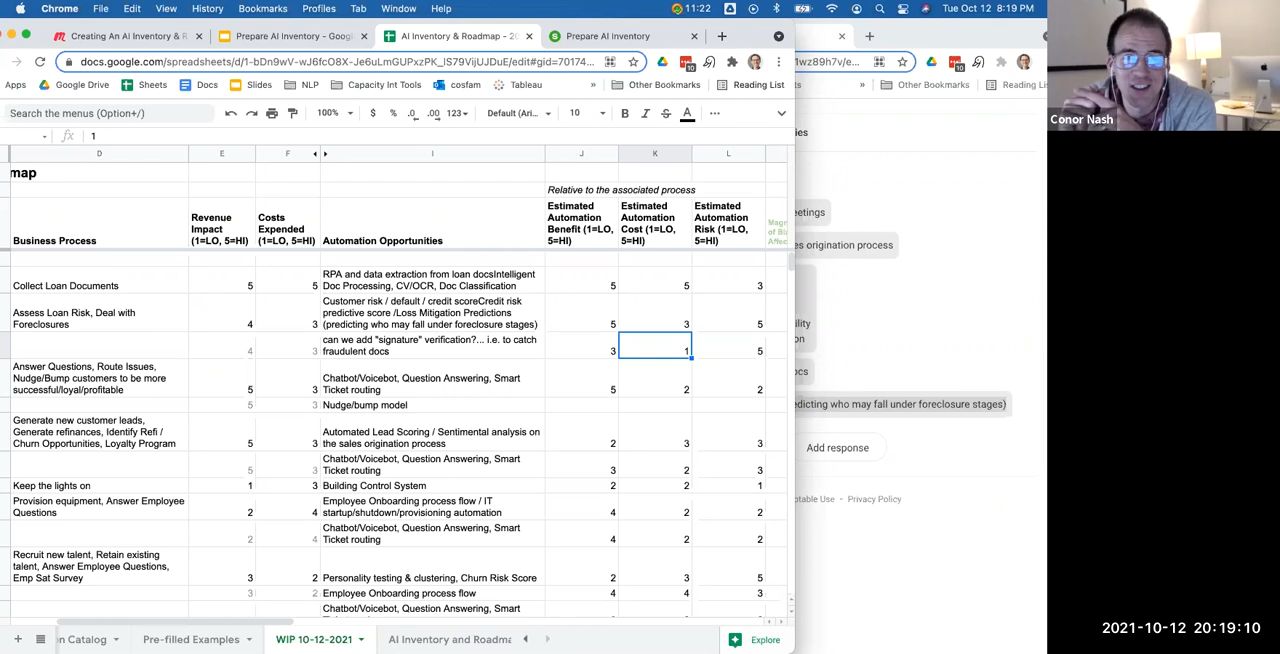 Chrome File Edit View History Bookmarks Profiles Tab Window Help 11:22 Tue Oct 12 8:19 PM
Creating An AI Inventory & R Prepare AI Inventory - Google AI Inventory & Roadmap - 20 Prepare AI Inventory
docs.google.com/spreadsheets/d/
Apps Google Drive Sheets Docs Slides NLP Capacity Int Tools cosfam Tableau » Other Bookmarks Reading List » Other Bookmarks
Search the menus (Option+/) 100% $ % .0 .00 123 Default (Ari... 10 B I S A
fx 1
D E F I J K L
map
Relative to the associated process
Business Process
Revenue Impact (1=LO, 5=HI)
Costs Expended (1=LO, 5=HI)
Automation Opportunities
Estimated Automation Benefit (1=LO, 5=HI)
Estimated Automation Cost (1=LO, 5=HI)
Estimated Automation Risk (1=LO, 5=HI)
RPA and data extraction from loan docsIntelligent
Collect Loan Documents 5 5 Doc Processing, CV/OCR, Doc Classification 5 5 3
Customer risk / default / credit scoreCredit risk
Assess Loan Risk, Deal with predictive score /Loss Mitigation Predictions
Foreclosures 4 3 (predicting who may fall under foreclosure stages) 5 3 5
can we add "signature" verification?... i.e. to catch
4 3 fraudent docs 3 1 5
Answer Questions, Route Issues,
Nudge/Bump customers to be more Chatbot/Voicebot, Question Answering, Smart
successful/loyal/profitable 5 3 Ticket routing 5 2 2
5 3 Nudge/bump model
Generate new customer leads,
Generate refinances, Identify Refi / Automated Lead Scoring / Sentimental analysis on
Churn Opportunities, Loyalty Program 5 3 the sales origination process 2 3 3
Chatbot/Voicebot, Question Answering, Smart
5 3 Ticket routing 3 2 3
Keep the lights on 1 3 Building Control System 2 2 1
Provision equipment, Answer Employee Employee Onboarding process flow / IT
Questions 2 4 startup/shutdown/provisioning automation 4 2 2
Chatbot/Voicebot, Question Answering, Smart
2 4 Ticket routing 4 2 2
Recruit new talent, Retain existing
talent, Answer Employee Questions,
Emp Sat Survey 3 2 Personality testing & clustering, Churn Risk Score 2 3 5
3 2 Employee Onboarding process flow 4 4 3
Chatbot/Voicebot, Question Answering, Smart
n Catalog Pre-filled Examples WIP 10-12-2021 AI Inventory and Roadma Explore
ies
eetings
es origination process
ility
on
ocs
edicting who may fall under foreclosure stages)
Add response
ptable Use - Privacy Policy
Conor Nash
2021-10-12 20:19:10